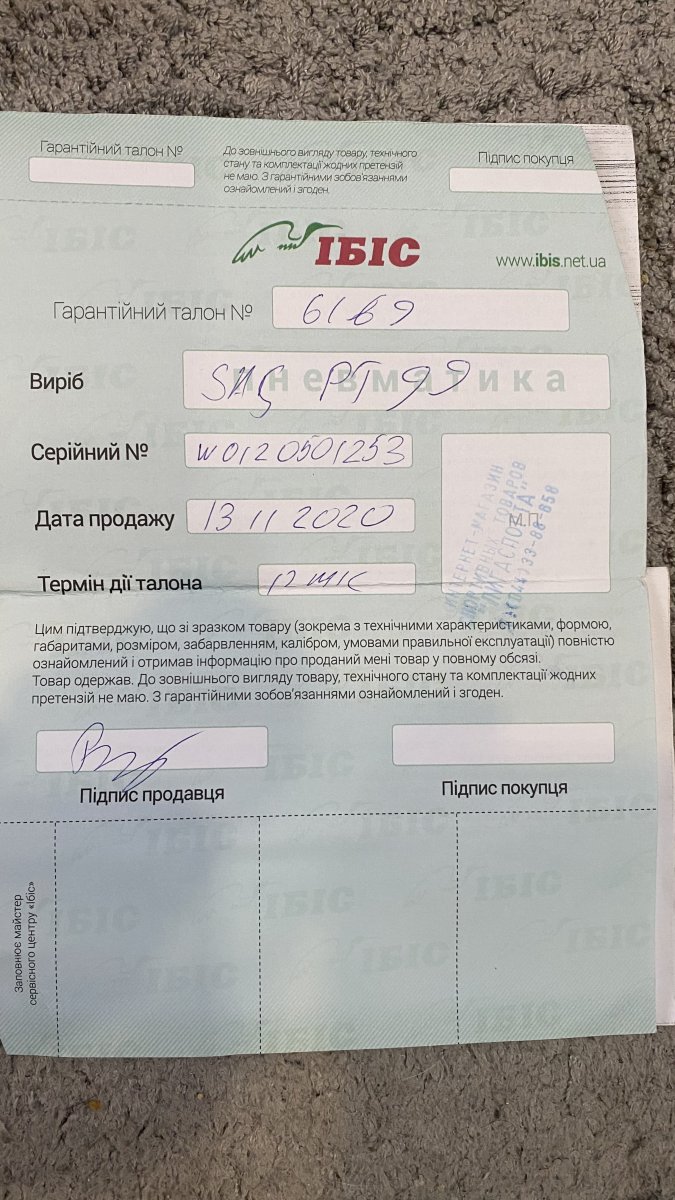 Гарантійний талон №
До зовнішнього вигляду товару, технічного
стану та комплектації жодних претензій
не маю. З гарантійними зобов'язаннями
ознайомлений і згоден.
Підпис покупця
ІБІС
www.ibis.net.ua
Гарантійний талон № 6169
Виріб пневматика PT 99
Серійний № W0120501253
Дата продажу 13 11 2020
М.П.
ИНТЕРНЕТ-МАГАЗИН
ТОВАРОВ
Термін дії талона 12 міс
Цим підтверджую, що зі зразком товару (зокрема з технічними характеристиками, формою,
габаритами, розміром, забарвленням, калібром, умовами правильної експлуатації) повністю
ознайомлений і отримав інформацію про проданий мені товар у повному обсязі.
Товар одержав. До зовнішнього вигляду товару, технічного стану та комплектації жодних
претензій не маю. З гарантійними зобов'язаннями ознайомлений і згоден.
Підпис продавця
Підпис покупця
Заповнює майстер
сервісного центру «Ібіс»